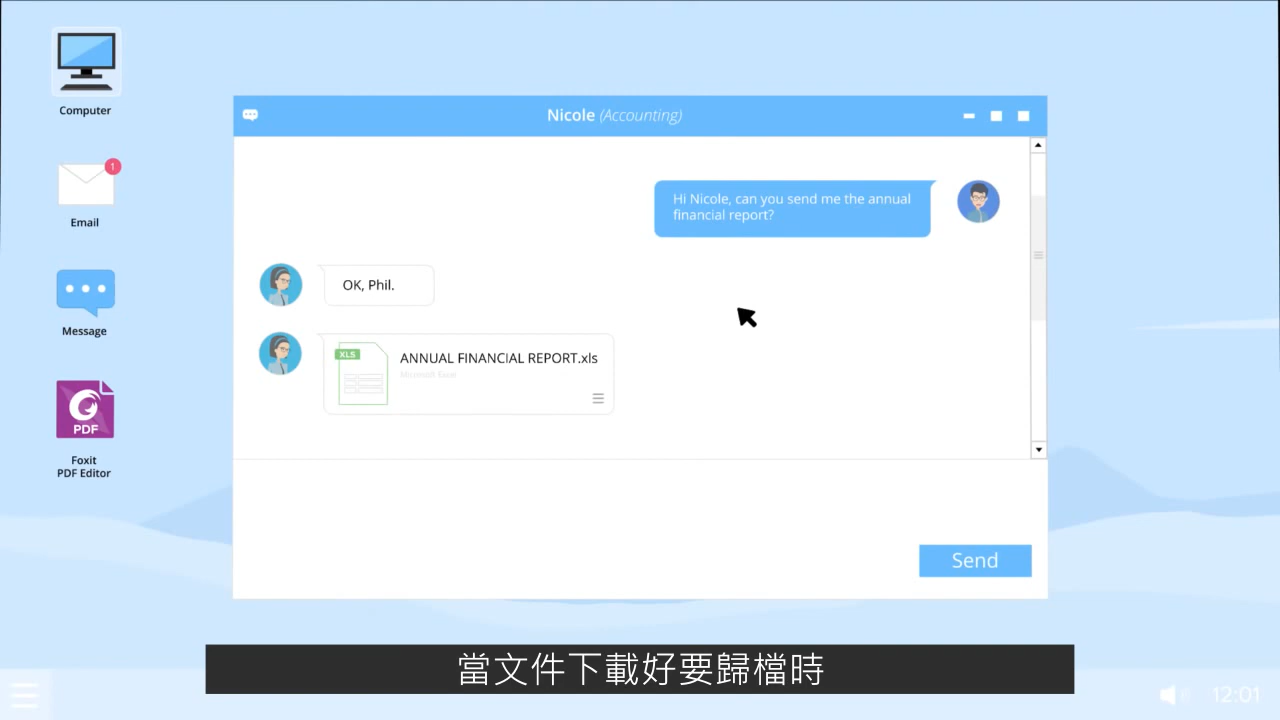 Computer
1
Email
Message
PDF
Foxit
PDF Editor
Nicole (Accounting)
Hi Nicole, can you send me the annual
financial report?
OK, Phil.
XLS
ANNUAL FINANCIAL REPORT.xls
Microsoft Excel
Send
當文件下載好要歸檔時
12:01